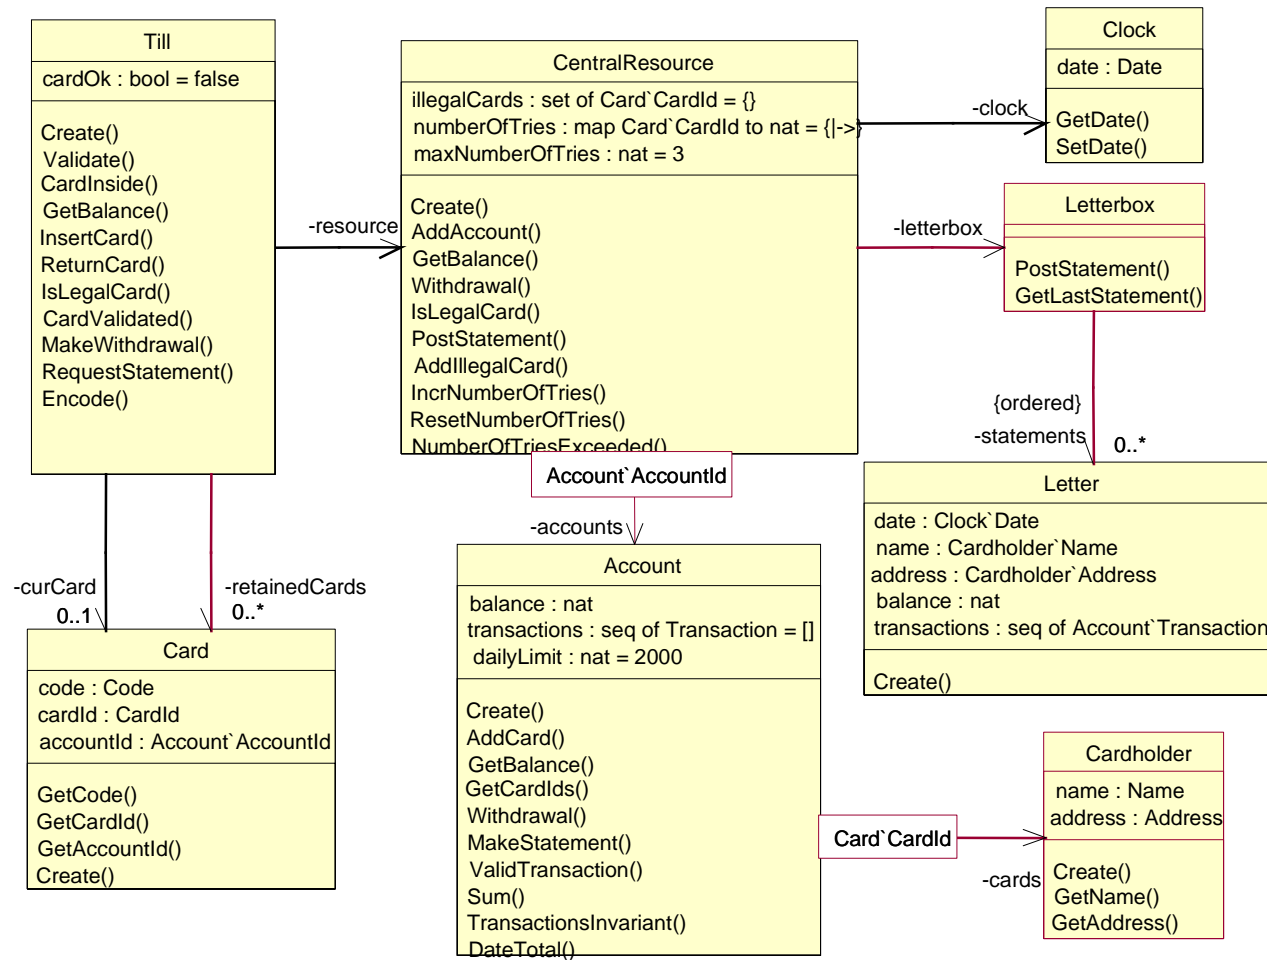 Till
cardOk : bool = false
Create()
Validate()
CardInside()
GetBalance()
InsertCard()
ReturnCard()
IsLegalCard()
CardValidated()
MakeWithdrawal()
RequestStatement()
Encode()
-resource
CentralResource
illegalCards : set of Card`CardId = {}
numberOfTries : map Card`CardId to nat = {|->}
maxNumberOfTries : nat = 3
Create()
AddAccount()
GetBalance()
Withdrawal()
IsLegalCard()
PostStatement()
AddIllegalCard()
IncrNumberOfTries()
ResetNumberOfTries()
NumberOfTriesExceeded()
-clock
Clock
date : Date
GetDate()
SetDate()
-letterbox
Letterbox
PostStatement()
GetLastStatement()
{ordered}
-statements
0..*
Letter
date : Clock`Date
name : Cardholder`Name
address : Cardholder`Address
balance : nat
transactions : seq of Account`Transaction
Create()
Account`AccountId
-accounts
Account
balance : nat
transactions : seq of Transaction = []
dailyLimit : nat = 2000
Create()
AddCard()
GetBalance()
GetCardIds()
Withdrawal()
MakeStatement()
ValidTransaction()
Sum()
TransactionsInvariant()
DateTotal()
-curCard
0..1
-retainedCards
0..*
Card
code : Code
cardId : CardId
accountId : Account`AccountId
GetCode()
GetCardId()
GetAccountId()
Create()
Card`CardId
-cards
Cardholder
name : Name
address : Address
Create()
GetName()
GetAddress()